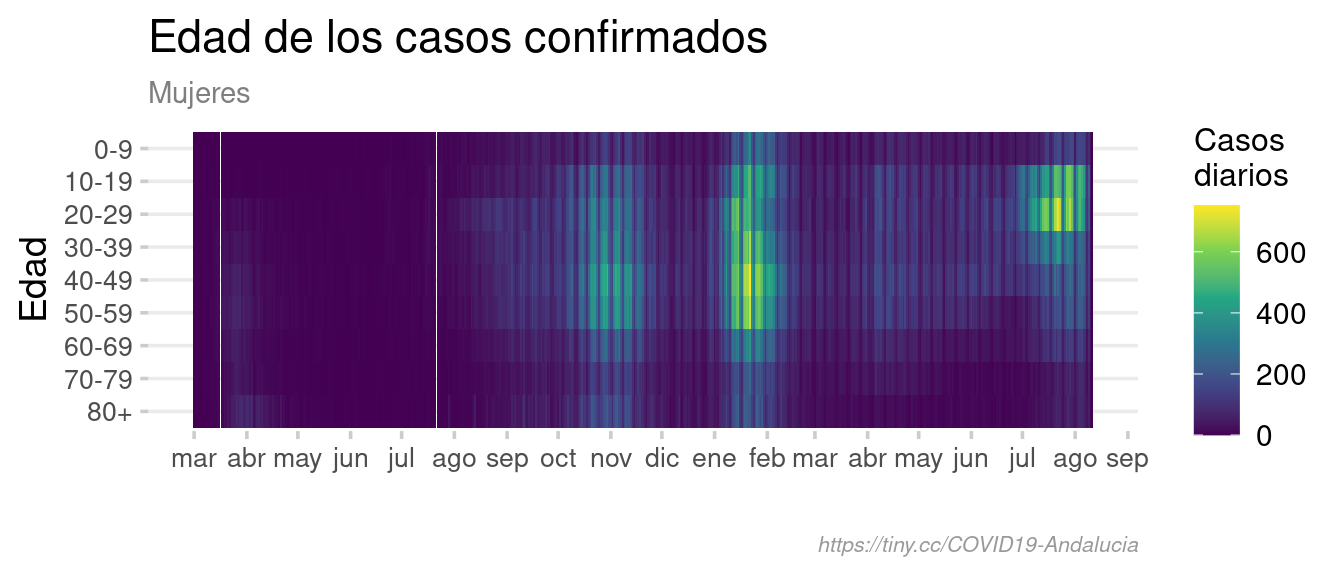 Edad de los casos confirmados
Mujeres
Casos
diarios
Edad
0-9
10-19
20-29
30-39
40-49
50-59
60-69
70-79
80+
600
400
200
0
mar abr may jun jul ago sep oct nov dic ene feb mar abr may jun jul ago sep
https://tiny.cc/COVID19-Andalucia